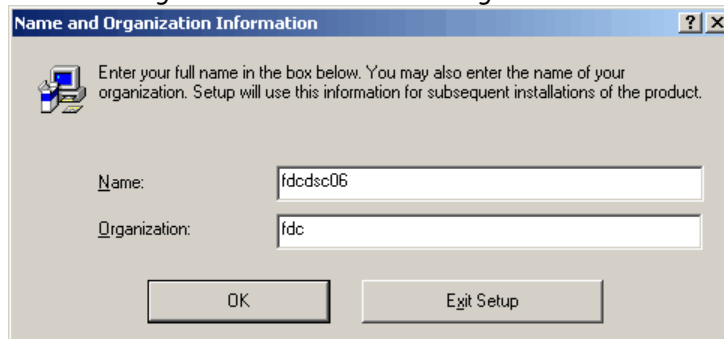 Name and Organization Information
Enter your full name in the box below. You may also enter the name of your
organization. Setup will use this information for subsequent installations of the product.
Name:
fdcdsc06
Organization:
fdc
OK
Exit Setup